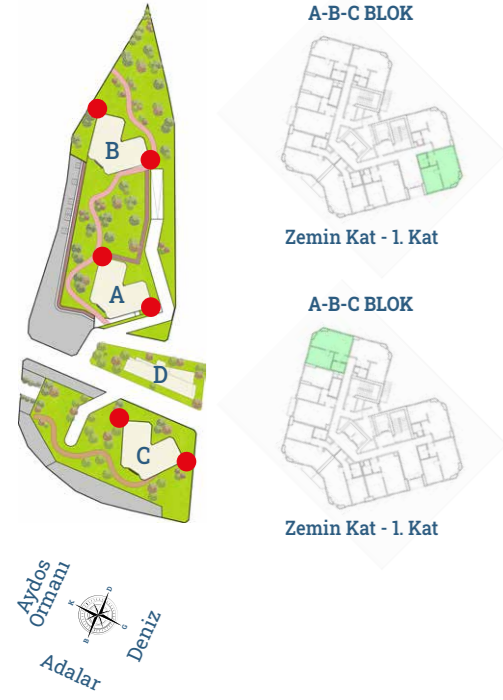 A-B-C BLOK
B
A
D
C
Zemin Kat - 1. Kat
A-B-C BLOK
Zemin Kat - 1. Kat
Aydos
Ormanı
K
D
B
G
Deniz
Adalar